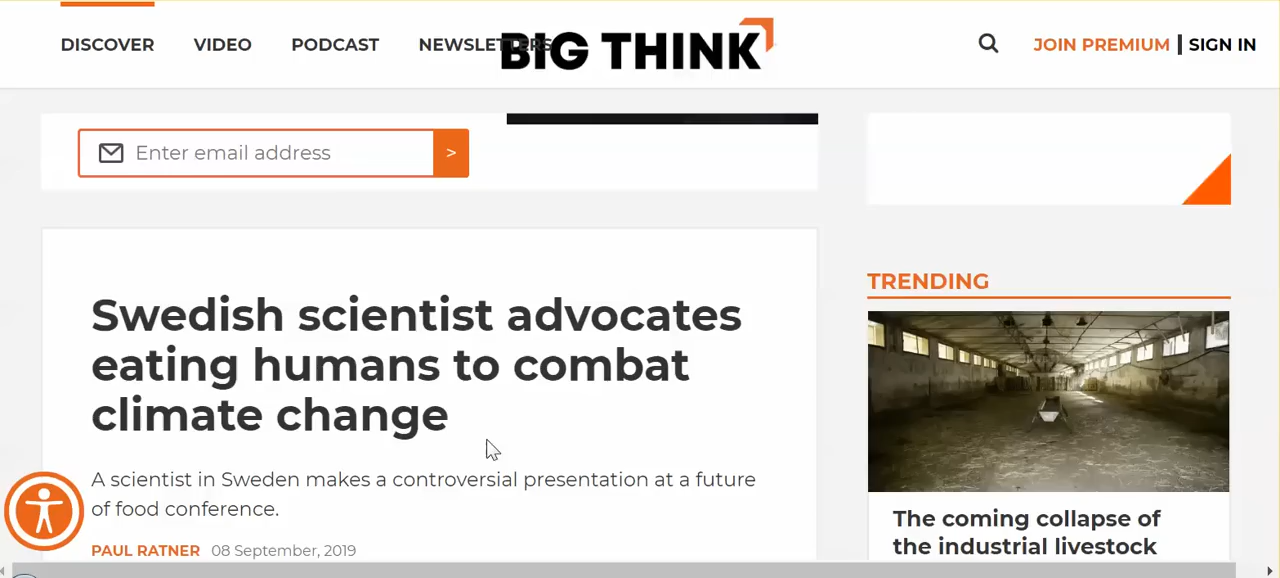 DISCOVER VIDEO PODCAST NEWSLETTERS BIG THINK JOIN PREMIUM | SIGN IN
Enter email address >
Swedish scientist advocates
eating humans to combat
climate change
A scientist in Sweden makes a controversial presentation at a future
of food conference.
PAUL RATNER 08 September, 2019
TRENDING
The coming collapse of
the industrial livestock